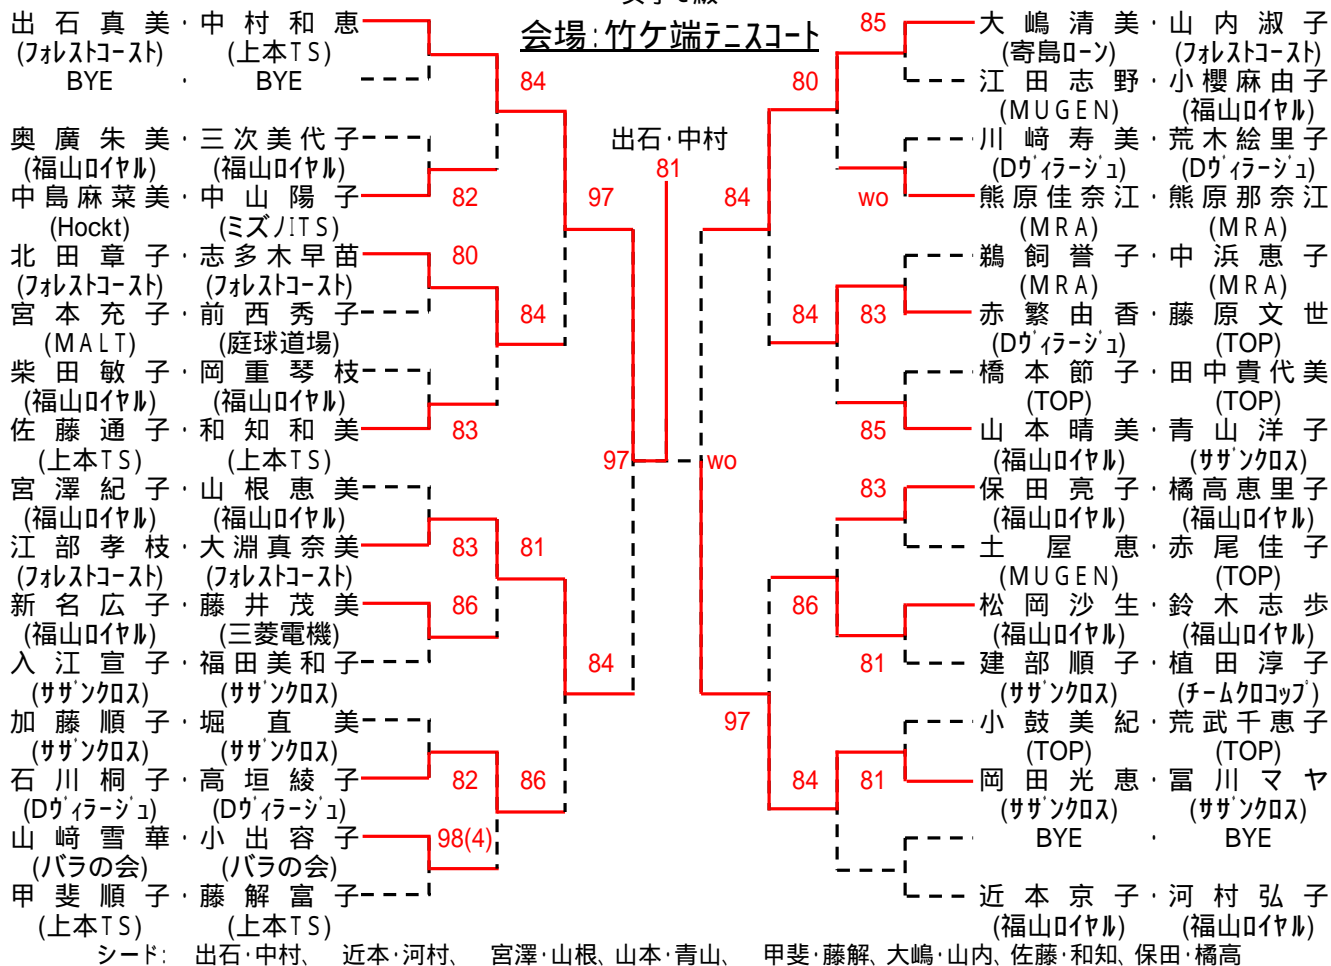 会場:竹ケ端テニスコート
出石真美・中村和恵
(フォレストコースト) (上本TS)
BYE ・ BYE
84
奥廣朱美・三次美代子
(福山ロイヤル) (福山ロイヤル)
中島麻菜美・中山陽子
82
(Hockt) (ミズノITS)
97
北田章子・志多木早苗
80
(フォレストコースト) (フォレストコースト)
宮本充子・前西秀子
84
(MALT) (庭球道場)
柴田敏子・岡重琴枝
(福山ロイヤル) (福山ロイヤル)
佐藤通子・和知和美
83
(上本TS) (上本TS)
97
宮澤紀子・山根恵美
(福山ロイヤル) (福山ロイヤル)
江部孝枝・大淵真奈美
83
81
(フォレストコースト) (フォレストコースト)
新名広子・藤井茂美
86
(福山ロイヤル) (三菱電機)
入江宣子・福田美和子
84
(サザンクロス) (サザンクロス)
加藤順子・堀直美
(サザンクロス) (サザンクロス)
石川桐子・高垣綾子
82
86
(Dヴィラージュ) (Dヴィラージュ)
山﨑雪華・小出容子
98(4)
(バラの会) (バラの会)
甲斐順子・藤解富子
(上本TS) (上本TS)
出石・中村
81
85
大嶋清美・山内淑子
(寄島ローン) (フォレストコースト)
80
江田志野・小櫻麻由子
(MUGEN) (福山ロイヤル)
川﨑寿美・荒木絵里子
(Dヴィラージュ) (Dヴィラージュ)
84
wo
熊原佳奈江・熊原那奈江
(MRA) (MRA)
鵜飼誉子・中浜恵子
(MRA) (MRA)
84
83
赤繁由香・藤原文世
(Dヴィラージュ) (TOP)
橋本節子・田中貴代美
(TOP) (TOP)
85
山本晴美・青山洋子
(福山ロイヤル) (サザンクロス)
wo
83
保田亮子・橘高恵里子
(福山ロイヤル) (福山ロイヤル)
土屋恵・赤尾佳子
(MUGEN) (TOP)
86
松岡沙生・鈴木志歩
(福山ロイヤル) (福山ロイヤル)
81
建部順子・植田淳子
(サザンクロス) (チームクロコップ)
97
小鼓美紀・荒武千恵子
(TOP) (TOP)
84
81
岡田光恵・冨川マヤ
(サザンクロス) (サザンクロス)
BYE ・ BYE
近本京子・河村弘子
(福山ロイヤル) (福山ロイヤル)
シード: 出石・中村、 近本・河村、 宮澤・山根、山本・青山、 甲斐・藤解、大嶋・山内、佐藤・和知、保田・橘高